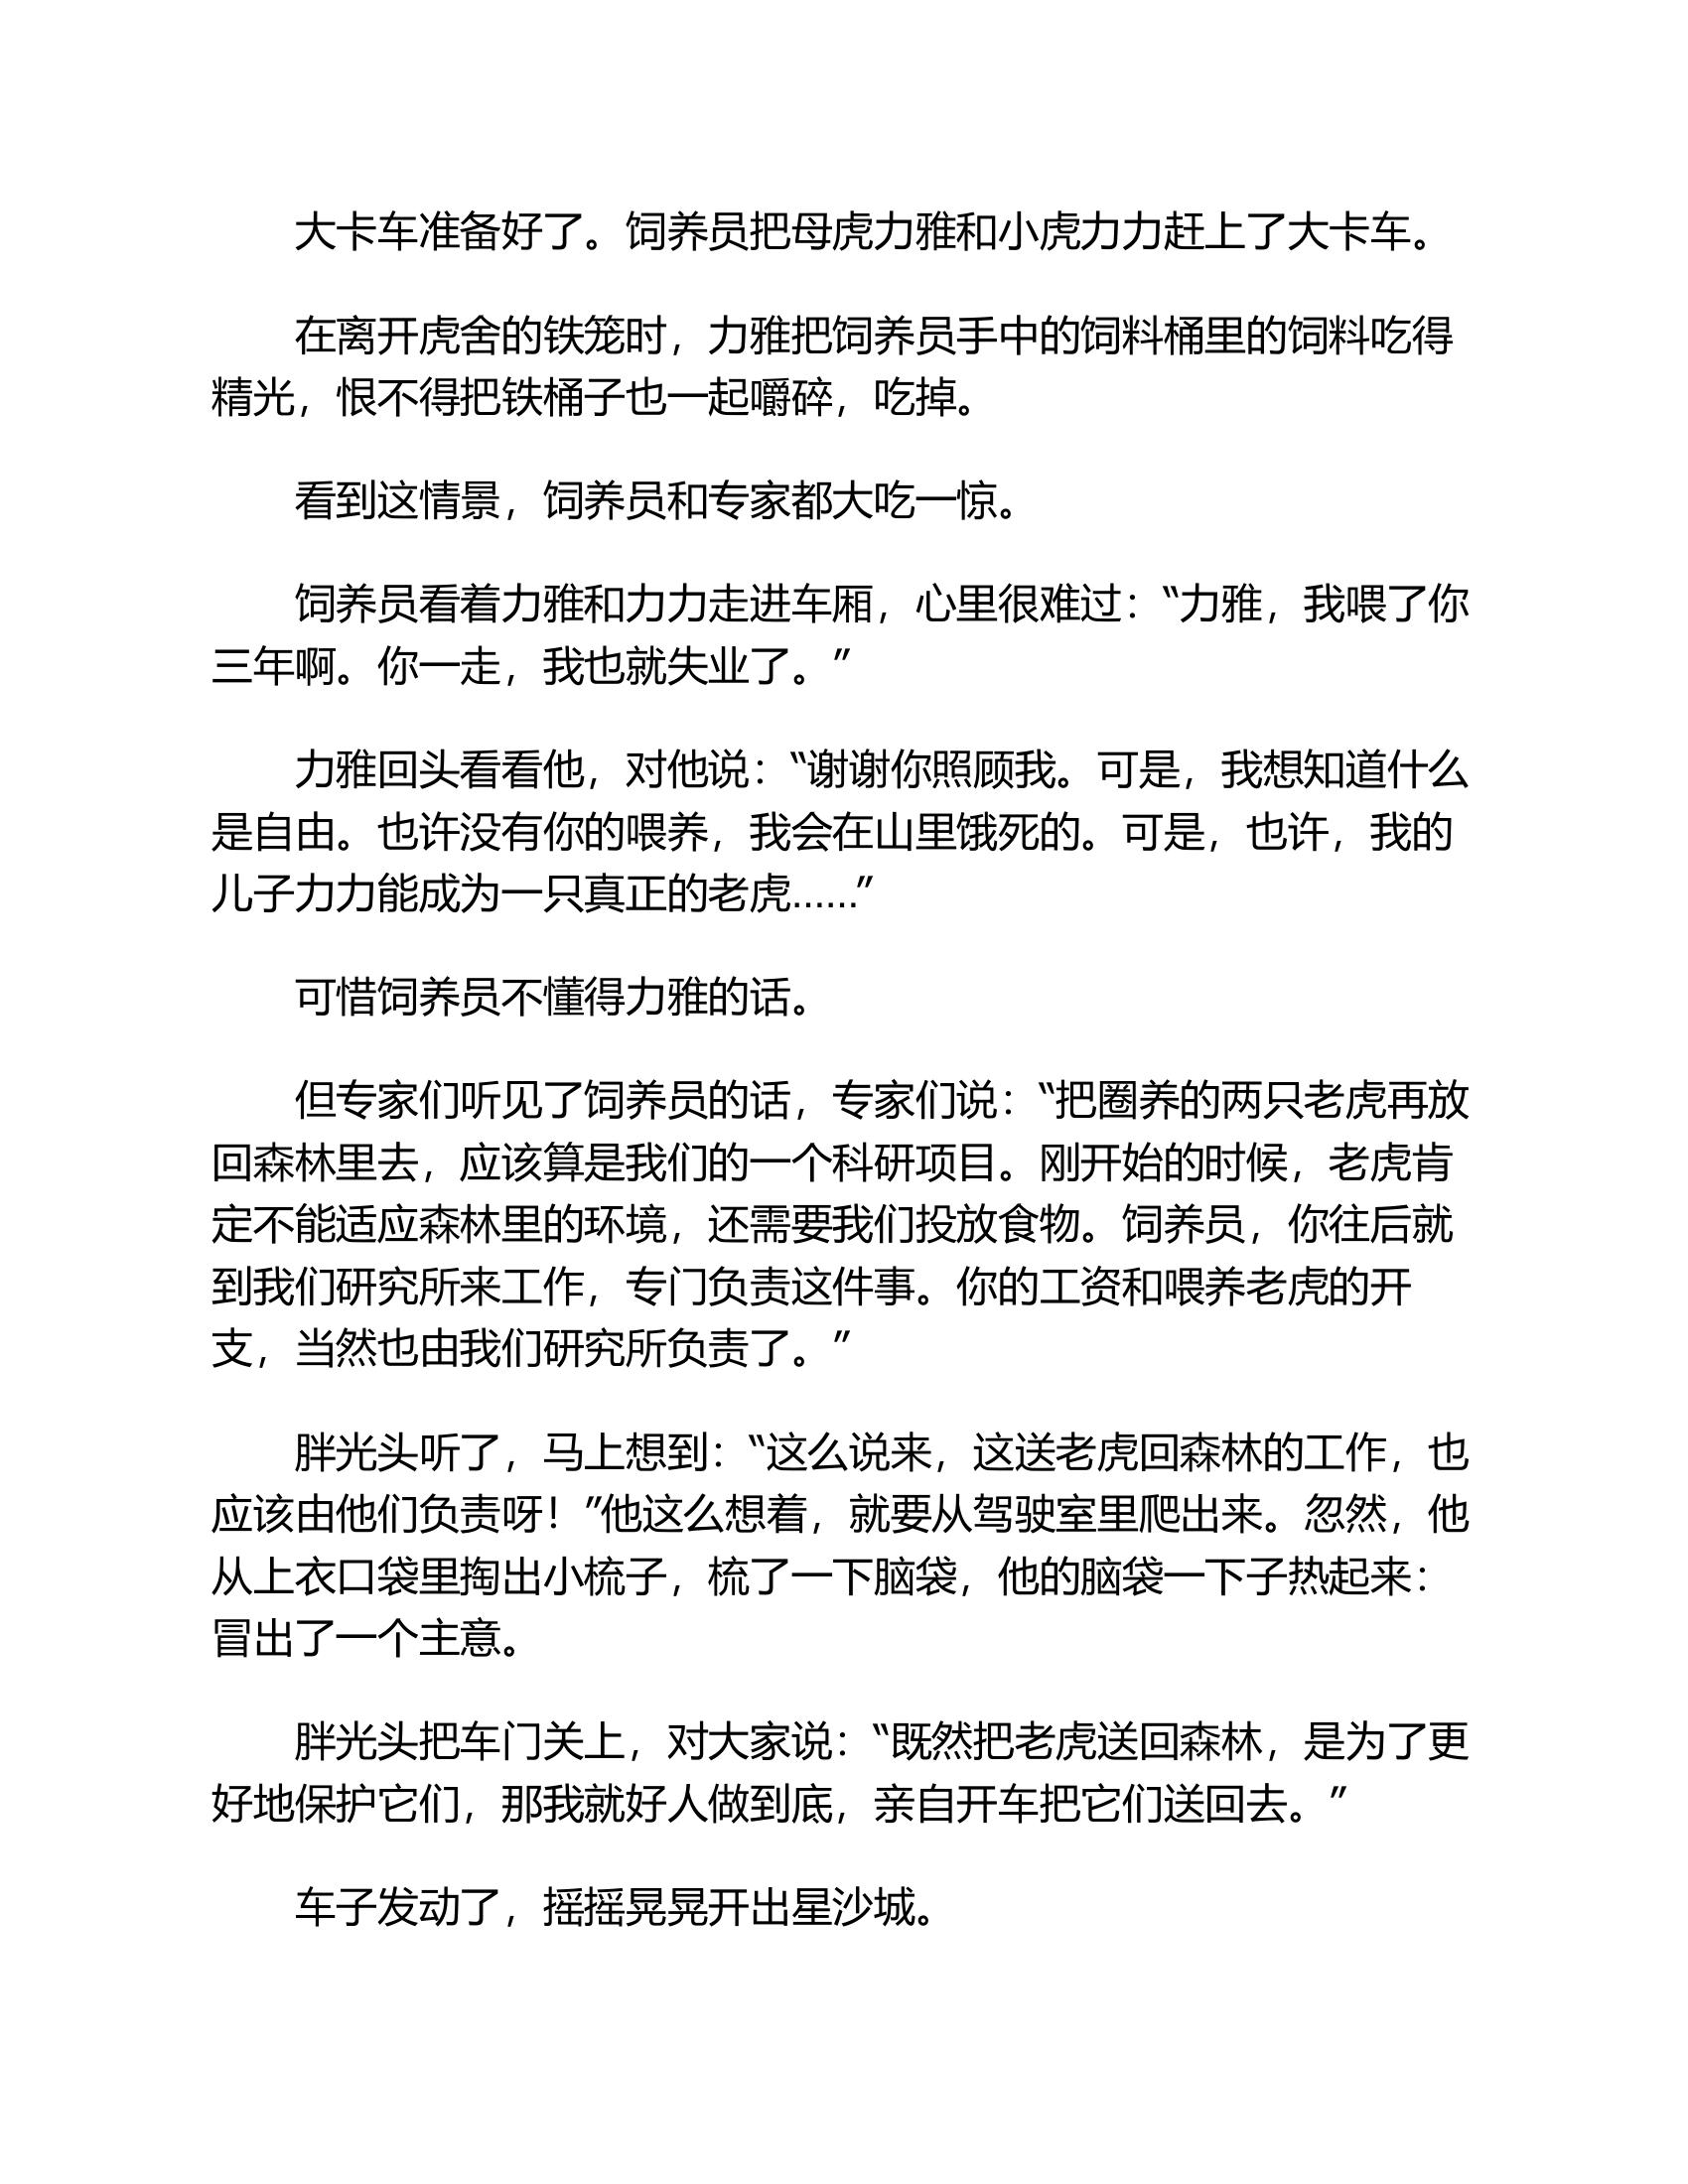 大卡车准备好了。饲养员把母虎力雅和小虎力力赶上了大卡车。
在离开虎舍的铁笼时，力雅把饲养员手中的饲料桶里的饲料吃得
精光，恨不得把铁桶子也一起嚼碎，吃掉。
看到这情景，饲养员和专家都大吃一惊。
饲养员看着力雅和力力走进车厢，心里很难过：“力雅，我喂了你
三年啊。你一走，我也就失业了。”
力雅回头看看他，对他说：“谢谢你照顾我。可是，我想知道什么
是自由。也许没有你的喂养，我会在山里饿死的。可是，也许，我的
儿子力力能成为一只真正的老虎……”
可惜饲养员不懂得力雅的话。
但专家们听见了饲养员的话，专家们说：“把圈养的两只老虎再放
回森林里去，应该算是我们的一个科研项目。刚开始的时候，老虎肯
定不能适应森林里的环境，还需要我们投放食物。饲养员，你往后就
到我们研究所来工作，专门负责这件事。你的工资和喂养老虎的开
支，当然也由我们研究所负责了。”
胖光头听了，马上想到：“这么说来，这送老虎回森林的工作，也
应该由他们负责呀！”他这么想着，就要从驾驶室里爬出来。忽然，他
从上衣口袋里掏出小梳子，梳了一下脑袋，他的脑袋一下子热起来：
冒出了一个主意。
胖光头把车门关上，对大家说：“既然把老虎送回森林，是为了更
好地保护它们，那我就好人做到底，亲自开车把它们送回去。”
车子发动了，摇摇晃晃开出星沙城。